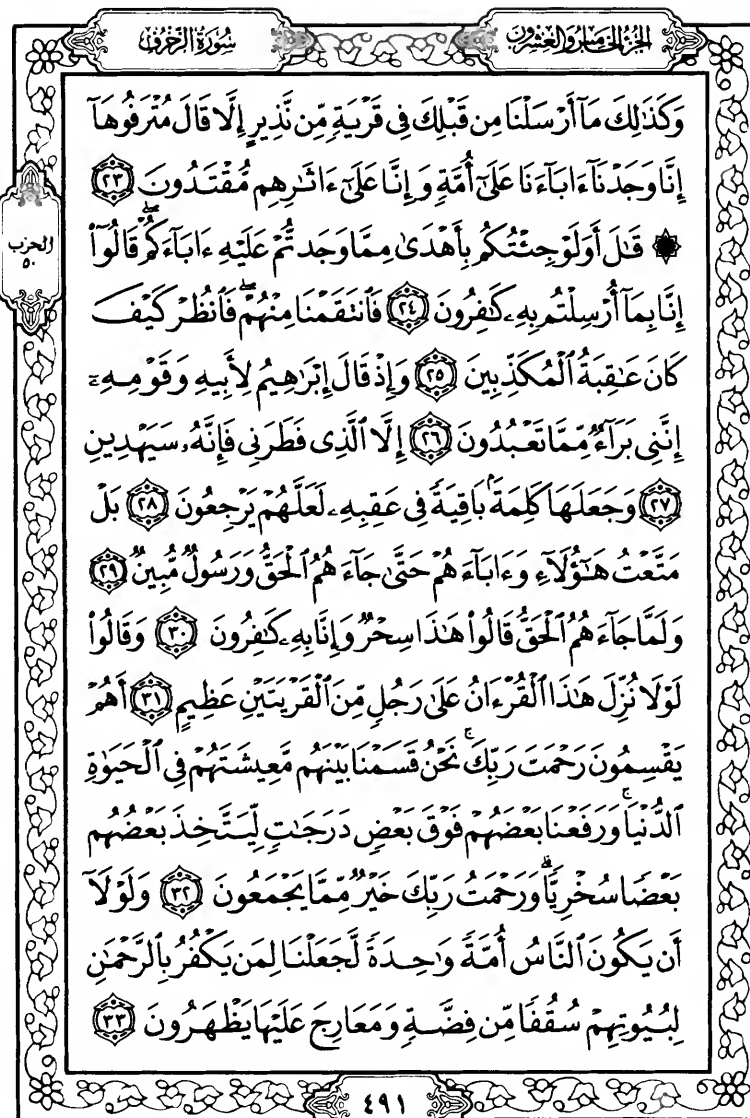 الجزء الخامس والعشرون
سُورَةُ الزُّخْرُفِ
وَكَذَٰلِكَ مَآ أَرْسَلْنَا مِن قَبْلِكَ فِى قَرْيَةٍ مِّن نَّذِيرٍ إِلَّا قَالَ مُتْرَفُوهَآ
إِنَّا وَجَدْنَآ ءَابَآءَنَا عَلَىٰٓ أُمَّةٍ وَإِنَّا عَلَىٰٓ ءَاثَٰرِهِم مُّقْتَدُونَ ٢٣
۞ قَٰلَ أَوَلَوْ جِئْتُكُم بِأَهْدَىٰ مِمَّا وَجَدتُّمْ عَلَيْهِ ءَابَآءَكُمْ ۖ قَالُوٓا۟
إِنَّا بِمَآ أُرْسِلْتُم بِهِۦ كَٰفِرُونَ ٢٤ فَٱنتَقَمْنَا مِنْهُمْ ۖ فَٱنظُرْ كَيْفَ
كَانَ عَٰقِبَةُ ٱلْمُكَذِّبِينَ ٢٥ وَإِذْ قَالَ إِبْرَٰهِيمُ لِأَبِيهِ وَقَوْمِهِۦٓ
إِنَّنِى بَرَآءٌ مِّمَّا تَعْبُدُونَ ٢٦ إِلَّا ٱلَّذِى فَطَرَنِى فَإِنَّهُۥ سَيَهْدِينِ
٢٧ وَجَعَلَهَا كَلِمَةًۢ بَاقِيَةً فِى عَقِبِهِۦ لَعَلَّهُمْ يَرْجِعُونَ ٢٨ بَلْ
مَتَّعْتُ هَٰٓؤُلَآءِ وَءَابَآءَهُمْ حَتَّىٰ جَآءَهُمُ ٱلْحَقُّ وَرَسُولٌ مُّبِينٌ ٢٩
وَلَمَّا جَآءَهُمُ ٱلْحَقُّ قَالُوا۟ هَٰذَا سِحْرٌ وَإِنَّا بِهِۦ كَٰفِرُونَ ٣٠ وَقَالُوا۟
لَوْلَا نُزِّلَ هَٰذَا ٱلْقُرْءَانُ عَلَىٰ رَجُلٍ مِّنَ ٱلْقَرْيَتَيْنِ عَظِيمٍ ٣١ أَهُمْ
يَقْسِمُونَ رَحْمَتَ رَبِّكَ ۚ نَحْنُ قَسَمْنَا بَيْنَهُم مَّعِيشَتَهُمْ فِى ٱلْحَيَوٰةِ
ٱلدُّنْيَا ۚ وَرَفَعْنَا بَعْضَهُمْ فَوْقَ بَعْضٍ دَرَجَٰتٍ لِّيَتَّخِذَ بَعْضُهُم
بَعْضًا سُخْرِيًّا ۗ وَرَحْمَتُ رَبِّكَ خَيْرٌ مِّمَّا يَجْمَعُونَ ٣٢ وَلَوْلَآ
أَن يَكُونَ ٱلنَّاسُ أُمَّةً وَٰحِدَةً لَّجَعَلْنَا لِمَن يَكْفُرُ بِٱلرَّحْمَٰنِ
لِبُيُوتِهِمْ سُقُفًا مِّن فِضَّةٍ وَمَعَارِجَ عَلَيْهَا يَظْهَرُونَ ٣٣
الحزب
٥٠
٤٩١